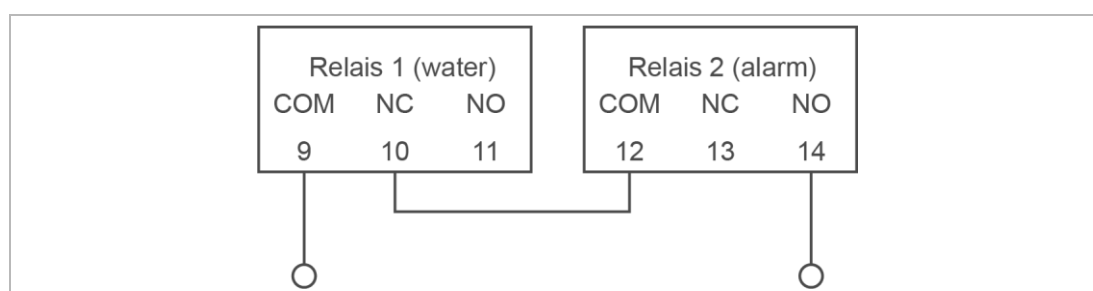 Relais 1 (water)
COM NC NO
9 10 11
Relais 2 (alarm)
COM NC NO
12 13 14